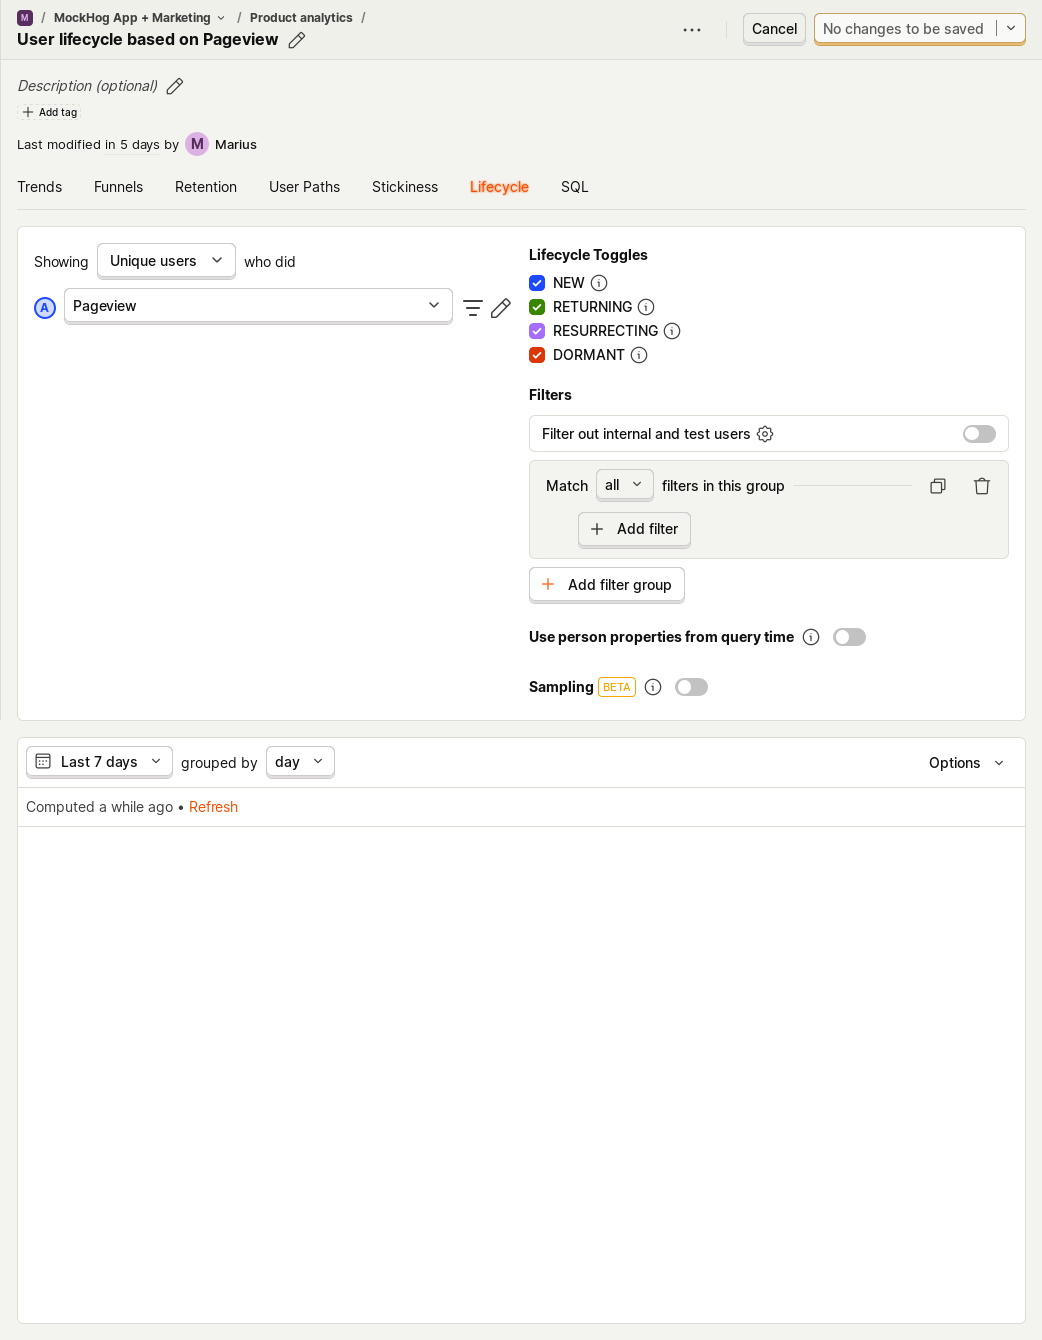 M / MockHog App + Marketing / Product analytics /
User lifecycle based on Pageview
Cancel
No changes to be saved
Description (optional)
Add tag
Last modified in 5 days by M Marius
Trends Funnels Retention User Paths Stickiness Lifecycle SQL
Showing Unique users who did
A Pageview
Lifecycle Toggles
NEW
RETURNING
RESURRECTING
DORMANT
Filters
Filter out internal and test users
Match all filters in this group
Add filter
Add filter group
Use person properties from query time
Sampling BETA
Last 7 days grouped by day
Options
Computed a while ago • Refresh